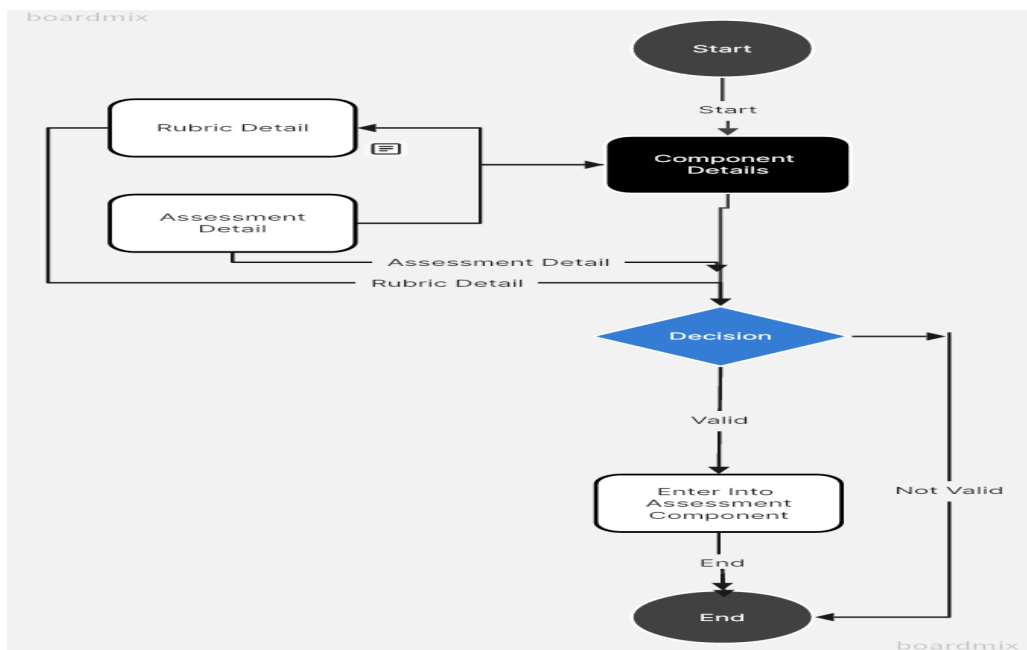 boardmix
Start
Start
Rubric Detail
Component
Details
Assessment
Detail
Assessment Detail
Rubric Detail
Decision
Valid
Not Valid
Enter Into
Assessment
Component
End
End
boardmix